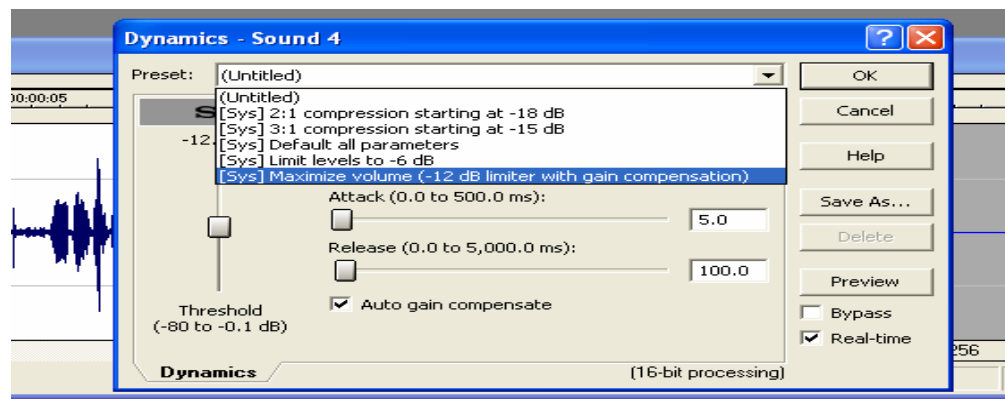 Dynamics - Sound 4
Preset: (Untitled)
OK
00:00:05
(Untitled)
[Sys] 2:1 compression starting at -18 dB
[Sys] 3:1 compression starting at -15 dB
[Sys] Default all parameters
[Sys] Limit levels to -6 dB
[Sys] Maximize volume (-12 dB limiter with gain compensation)
Cancel
-12.
Help
Attack (0.0 to 500.0 ms):
5.0
Save As...
Release (0.0 to 5,000.0 ms):
100.0
Delete
Preview
Threshold
(-80 to -0.1 dB)
Auto gain compensate
Bypass
Real-time
256
Dynamics
(16-bit processing)